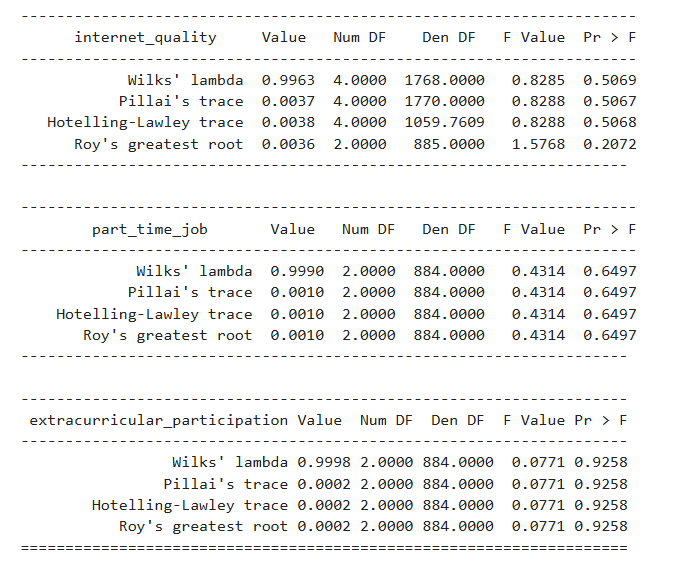 internet_quality Value Num DF Den DF F Value Pr > F
Wilks' lambda 0.9963 4.0000 1768.0000 0.8285 0.5069
Pillai's trace 0.0037 4.0000 1770.0000 0.8288 0.5067
Hotelling-Lawley trace 0.0038 4.0000 1059.7609 0.8288 0.5068
Roy's greatest root 0.0036 2.0000 885.0000 1.5768 0.2072
part_time_job Value Num DF Den DF F Value Pr > F
Wilks' lambda 0.9990 2.0000 884.0000 0.4314 0.6497
Pillai's trace 0.0010 2.0000 884.0000 0.4314 0.6497
Hotelling-Lawley trace 0.0010 2.0000 884.0000 0.4314 0.6497
Roy's greatest root 0.0010 2.0000 884.0000 0.4314 0.6497
extracurricular_participation Value Num DF Den DF F Value Pr > F
Wilks' lambda 0.9998 2.0000 884.0000 0.0771 0.9258
Pillai's trace 0.0002 2.0000 884.0000 0.0771 0.9258
Hotelling-Lawley trace 0.0002 2.0000 884.0000 0.0771 0.9258
Roy's greatest root 0.0002 2.0000 884.0000 0.0771 0.9258